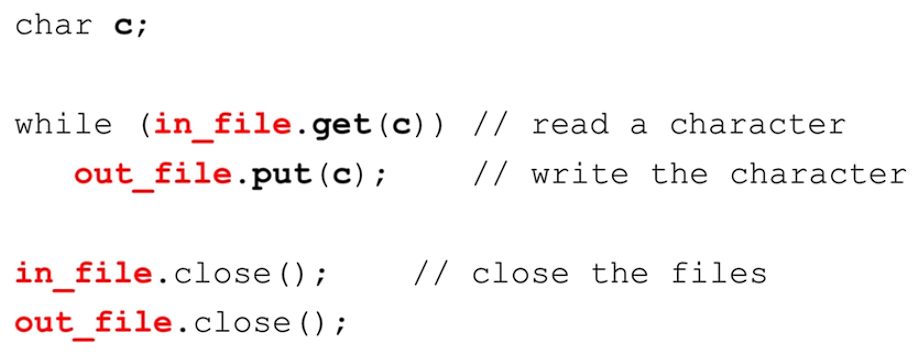 char c;
while (in_file.get(c)) // read a character
out_file.put(c); // write the character
in_file.close(); // close the files
out_file.close();